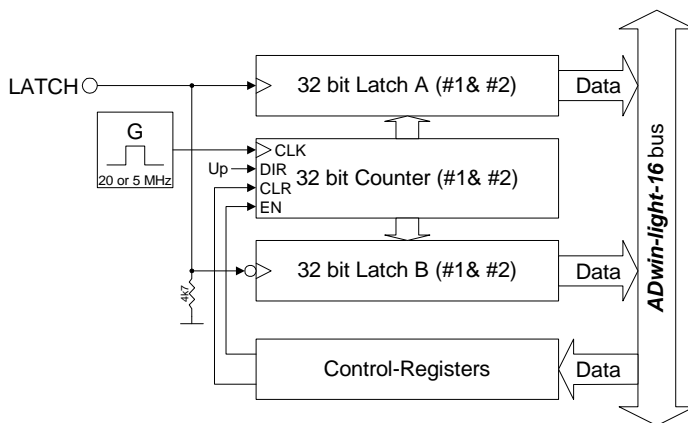 LATCH
32 bit Latch A (#1& #2)
Data
G
20 or 5 MHz
Up
CLK
DIR
CLR
EN
32 bit Counter (#1& #2)
4k7
32 bit Latch B (#1& #2)
Data
Control-Registers
Data
ADwin-light-16 bus